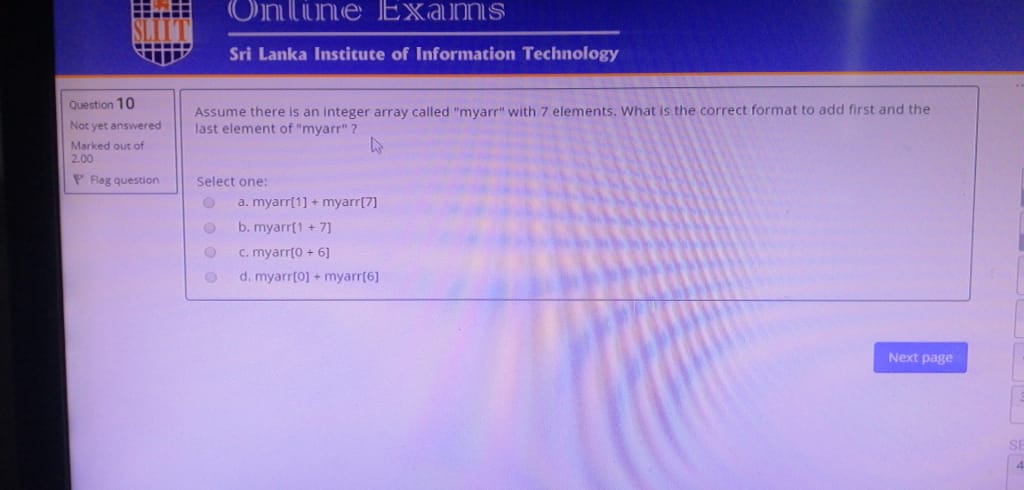 Online Exams
SLIIT
Sri Lanka Institute of Information Technology
Question 10
Not yet answered
Marked out of
2.00
Flag question
Assume there is an integer array called "myarr" with 7 elements. What is the correct format to add first and the
last element of "myarr" ?
Select one:
a. myarr[1] + myarr[7]
b. myarr[1 + 7]
c. myarr[0 + 6]
d. myarr[0] + myarr[6]
Next page
SE
4